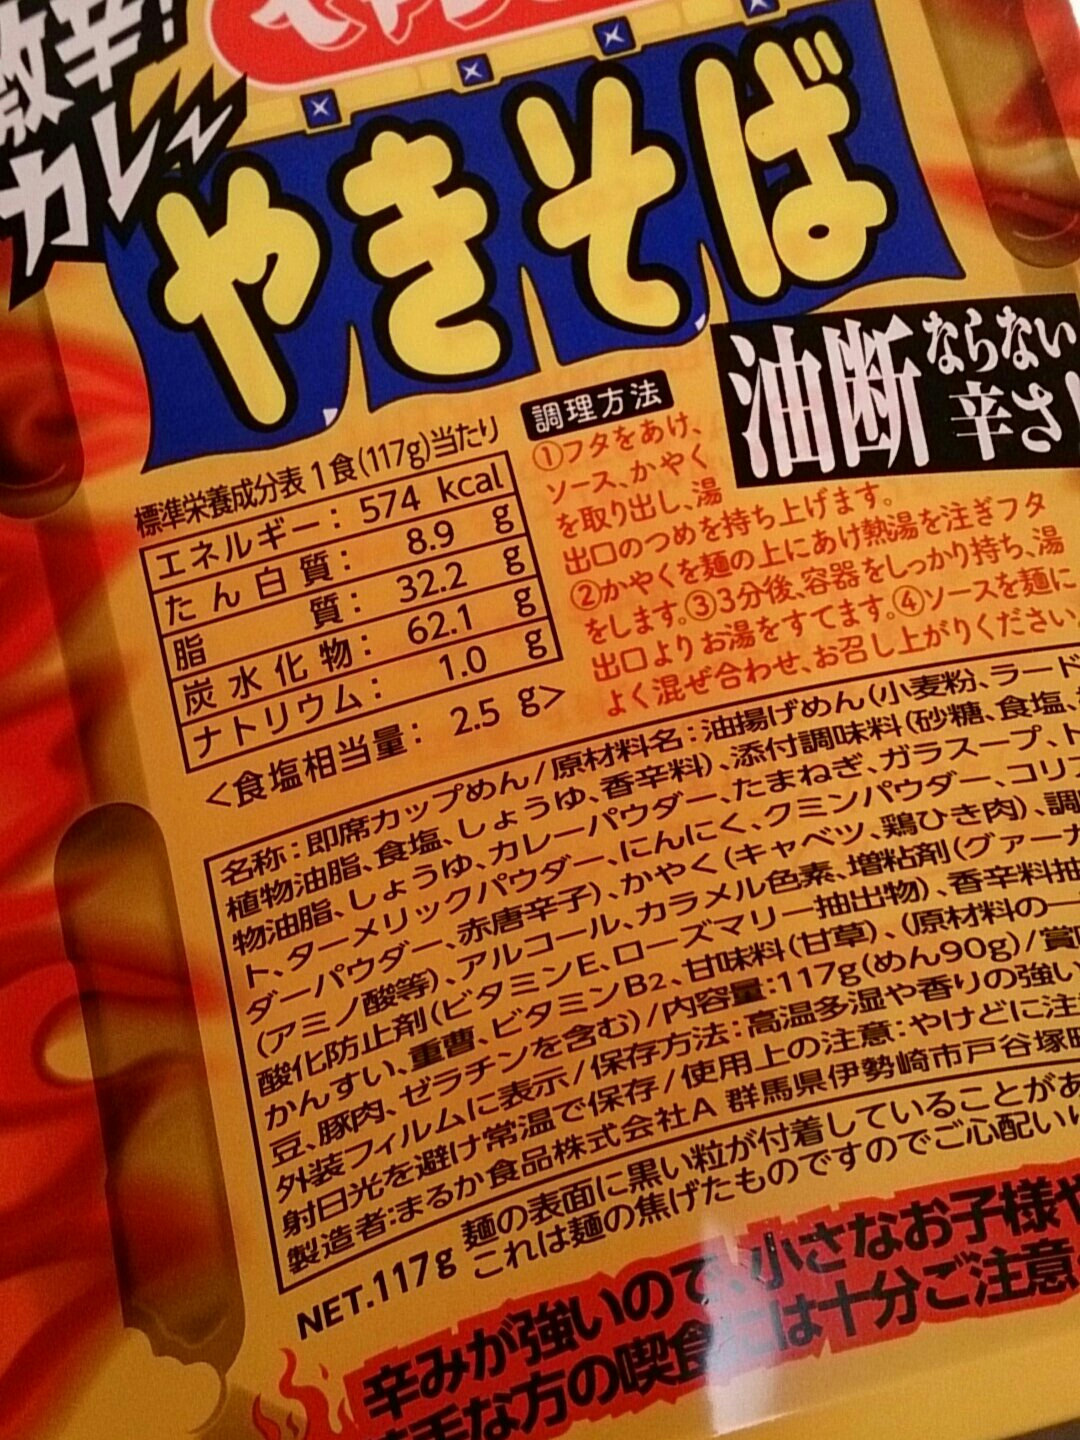 激辛!
カレー
やきそば
油断ならない
辛さ!
標準栄養成分表 1食(117g)当たり
エネルギー: 574 kcal
たん白質: 8.9 g
脂質: 32.2 g
炭水化物: 62.1 g
ナトリウム: 1.0 g
<食塩相当量: 2.5 g>
調理方法
①フタをあけ、
ソース、かやく
を取り出し、湯
出口のつめを持ち上げます。
②かやくを麺の上にあけ熱湯を注ぎフタ
をします。③3分後、容器をしっかり持ち、湯
出口よりお湯をすてます。④ソースを麺に
よく混ぜ合わせ、お召し上がりください。
名称:即席カップめん/原材料名:油揚げめん(小麦粉、ラード
植物油脂、食塩、しょうゆ、香辛料)、添付調味料(砂糖、食塩、
物油脂、しょうゆ、カレーパウダー、たまねぎ、ガラスープ、ト
ト、ターメリックパウダー、にんにく、クミンパウダー、コリア
ダーパウダー、赤唐辛子)、かやく(キャベツ、鶏ひき肉)、調
(アミノ酸等)、アルコール、カラメル色素、増粘剤(グァーガ
酸化防止剤(ビタミンE、ローズマリー抽出物)、香辛料抽
かんすい、重曹、ビタミンB2、甘味料(甘草)、(原材料の一
豆、豚肉、ゼラチンを含む)/内容量:117g(めん90g)/賞
外装フィルムに表示/保存方法:高温多湿や香りの強い
射日光を避け常温で保存/使用上の注意:やけどに注
製造者:まるか食品株式会社A 群馬県伊勢崎市戸谷塚町
NET.117g
麺の表面に黒い粒が付着していることがあ
これは麺の焦げたものですのでご心配い
辛みが強いので、小さなお子様や
手な方の喫食には十分ご注意